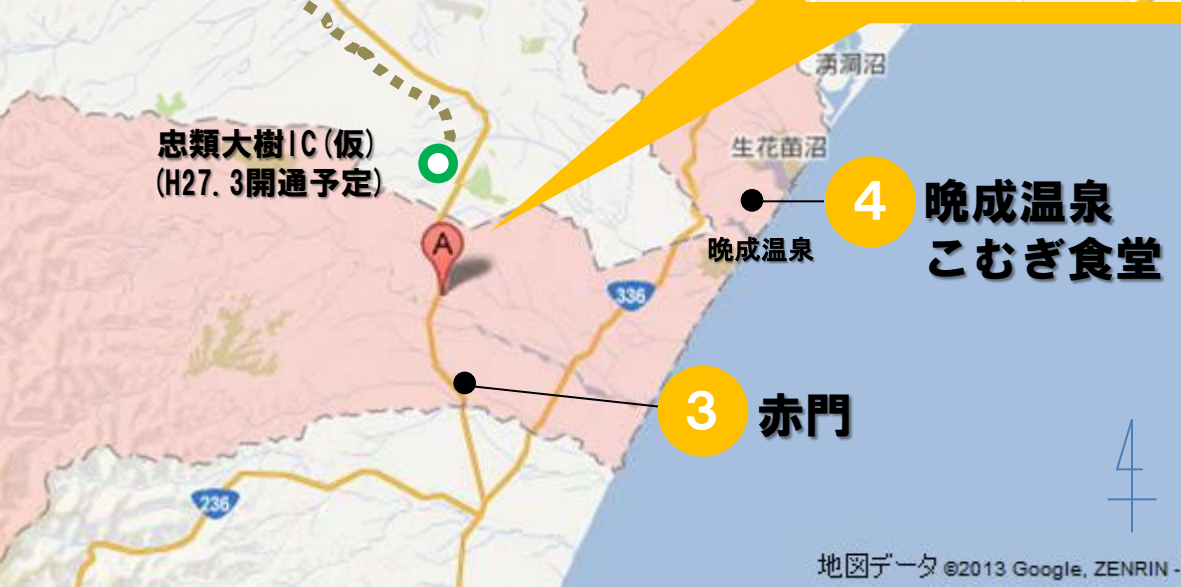 湧洞沼
忠類大樹IC(仮)
(H27.3開通予定)
生花苗沼
4
晩成温泉
こむぎ食堂
晩成温泉
A
336
3
赤門
236
地図データ ©2013 Google, ZENRIN -